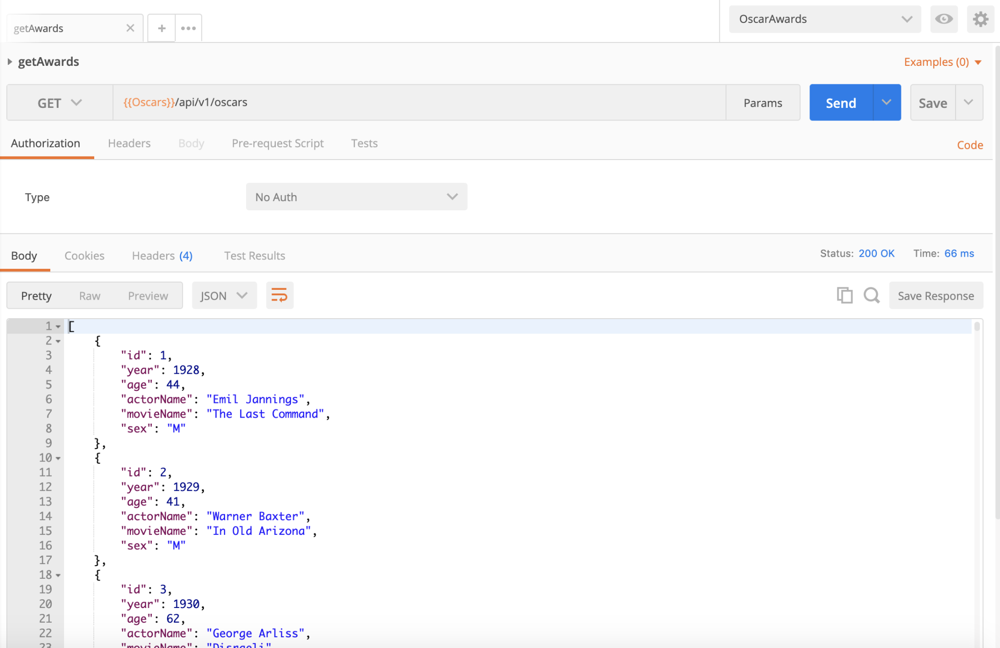 getAwards
OscarAwards
getAwards
Examples (0)
GET
{{Oscars}}/api/v1/oscars
Params
Send
Save
Authorization
Headers
Body
Pre-request Script
Tests
Code
Type
No Auth
Body
Cookies
Headers (4)
Test Results
Status: 200 OK
Time: 66 ms
Pretty
Raw
Preview
JSON
Save Response
1 [
2 {
3 "id": 1,
4 "year": 1928,
5 "age": 44,
6 "actorName": "Emil Jannings",
7 "movieName": "The Last Command",
8 "sex": "M"
9 },
10 {
11 "id": 2,
12 "year": 1929,
13 "age": 41,
14 "actorName": "Warner Baxter",
15 "movieName": "In Old Arizona",
16 "sex": "M"
17 },
18 {
19 "id": 3,
20 "year": 1930,
21 "age": 62,
22 "actorName": "George Arliss",
23 "movieName": "Disraeli"